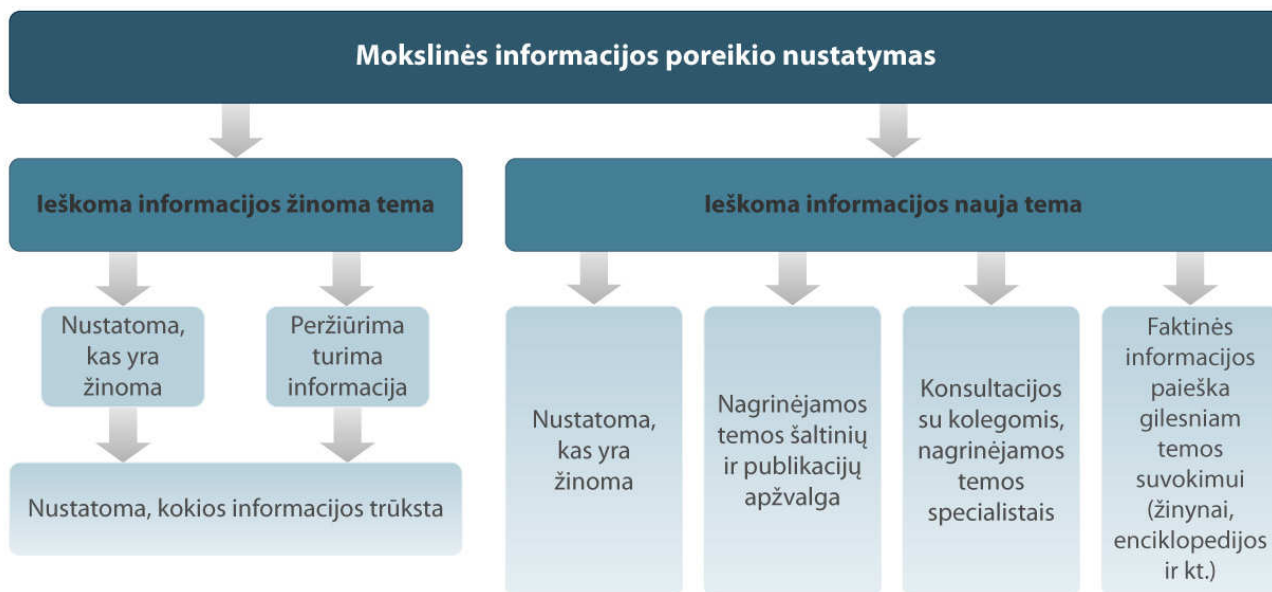 Mokslinės informacijos poreikio nustatymas
Ieškoma informacijos žinoma tema
Ieškoma informacijos nauja tema
Nustatoma,
kas yra
žinoma
Peržiūrima
turima
informacija
Nustatoma, kokios informacijos trūksta
Nustatoma,
kas yra
žinoma
Nagrinėjamos
temos šaltinių
ir publikacijų
apžvalga
Konsultacijos
su kolegomis,
nagrinėjamos
temos
specialistais
Faktinės
informacijos
paieška
gilesniam
temos
suvokimui
(žinynai,
enciklopedijos
ir kt.)